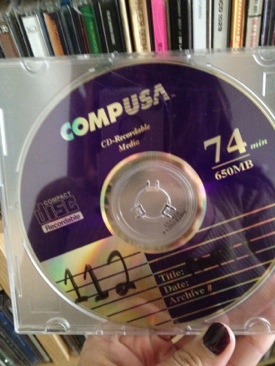 COMPUSA
CD-Recordable
Media
74 min
650MB
COMPACT
disc
Recordable
112
Title:
Date:
Archive #